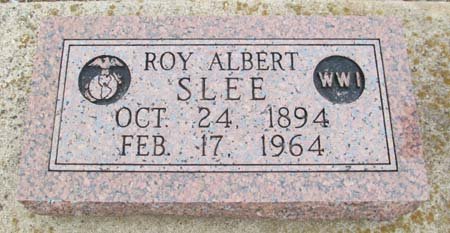 ROY ALBERT
SLEE
WWI
OCT. 24, 1894
FEB. 17, 1964